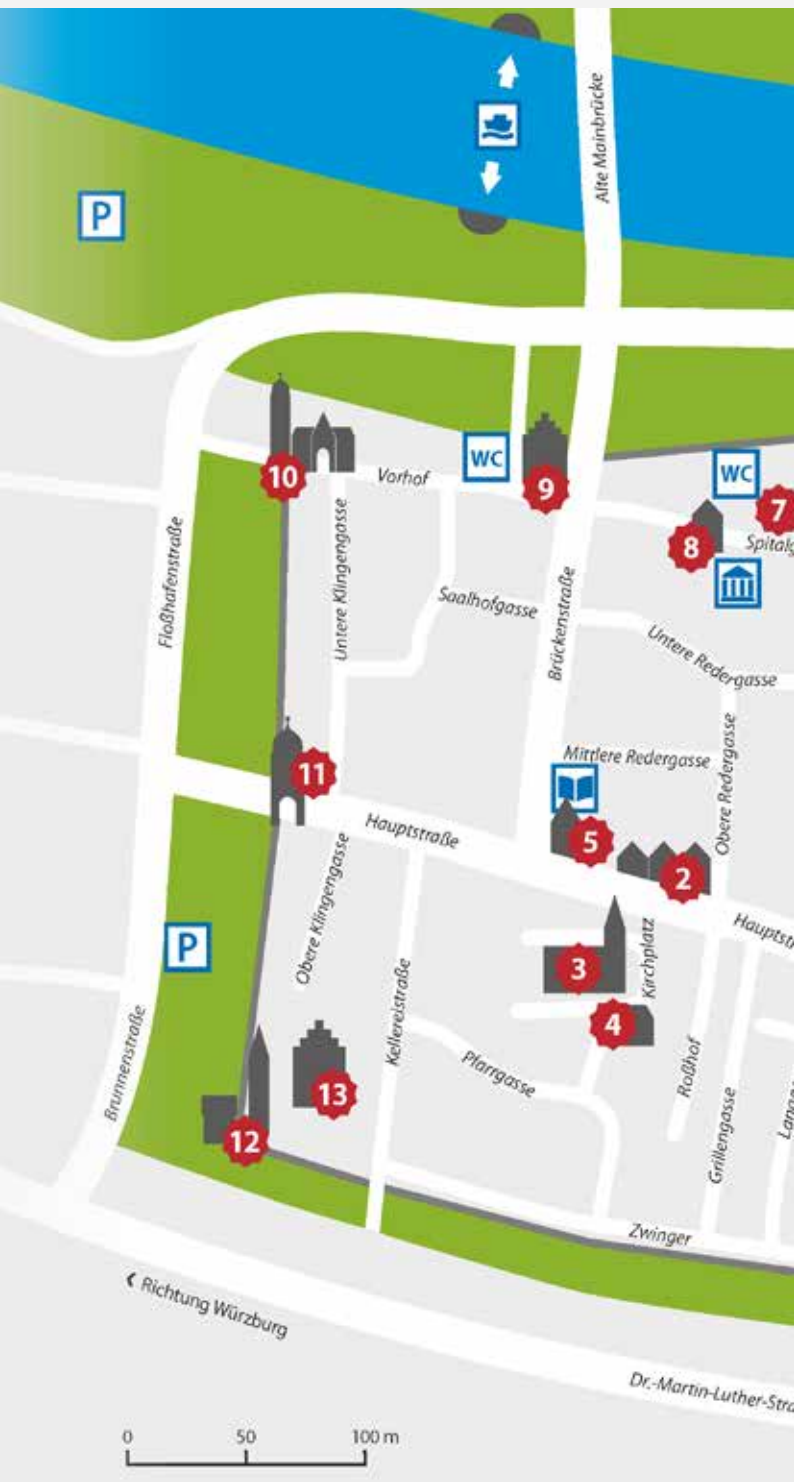 Alte Mainbrücke
P
WC
WC
10
Vorhof
9
7
8
Spitalg
Floßhafenstraße
Untere Klingengasse
Saalhofgasse
Brückenstraße
Untere Redergasse
Mittlere Redergasse
Obere Redergasse
11
Hauptstraße
5
2
Obere Klingengasse
Hauptstr
P
3
Kirchplatz
4
Kellereistraße
Pfarrgasse
Roßhof
Grillengasse
Lange
Brunnenstraße
13
12
Zwinger
Richtung Würzburg
Dr.-Martin-Luther-Stra
0 50 100 m